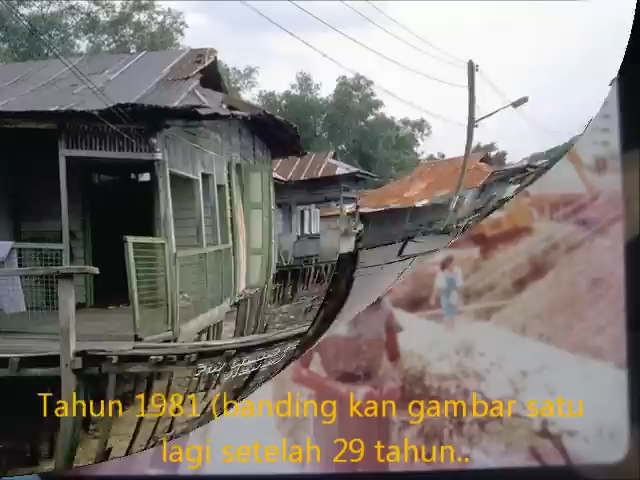 Tahun 1981 (banding kan gambar satu
lagi setelah 29 tahun..